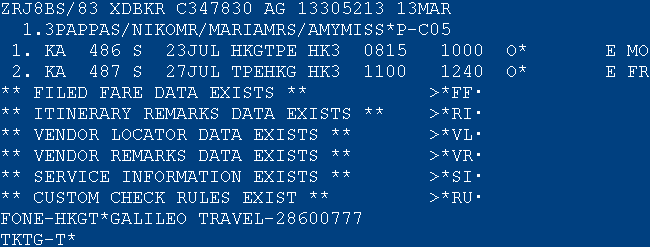 ZRJ8BS/83 XDBKR C347830 AG 13305213 13MAR
1.3PAPPAS/NIKOMR/MARIAMRS/AMYMISS*P-C05
1. KA 486 S 23JUL HKGTPE HK3 0815 1000 O* E MO
2. KA 487 S 27JUL TPEHKG HK3 1100 1240 O* E FR
** FILED FARE DATA EXISTS ** >*FF·
** ITINERARY REMARKS DATA EXISTS ** >*RI·
** VENDOR LOCATOR DATA EXISTS ** >*VL·
** VENDOR REMARKS DATA EXISTS ** >*VR·
** SERVICE INFORMATION EXISTS ** >*SI·
** CUSTOM CHECK RULES EXIST ** >*RU·
FONE-HKGT*GALILEO TRAVEL-28600777
TKTG-T*